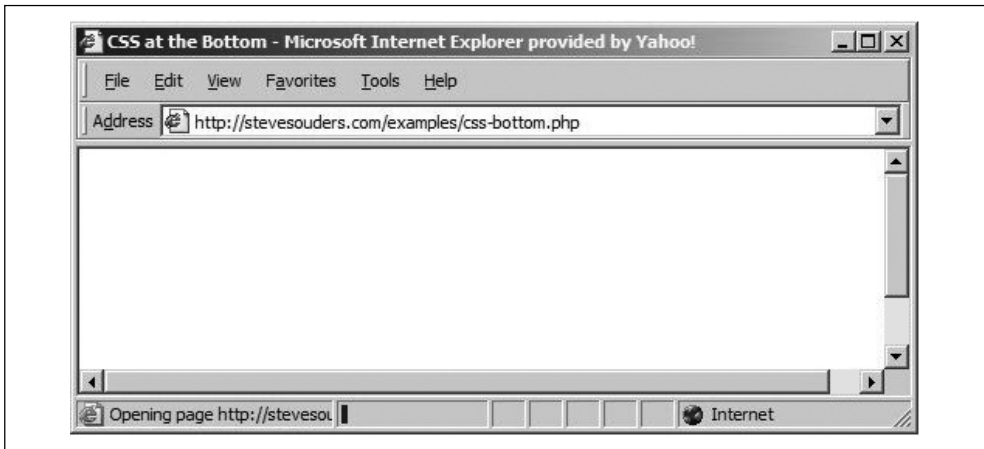 CSS at the Bottom - Microsoft Internet Explorer provided by Yahoo!
File Edit View Favorites Tools Help
Address http://stevesouders.com/examples/css-bottom.php
Opening page http://stevesou Internet